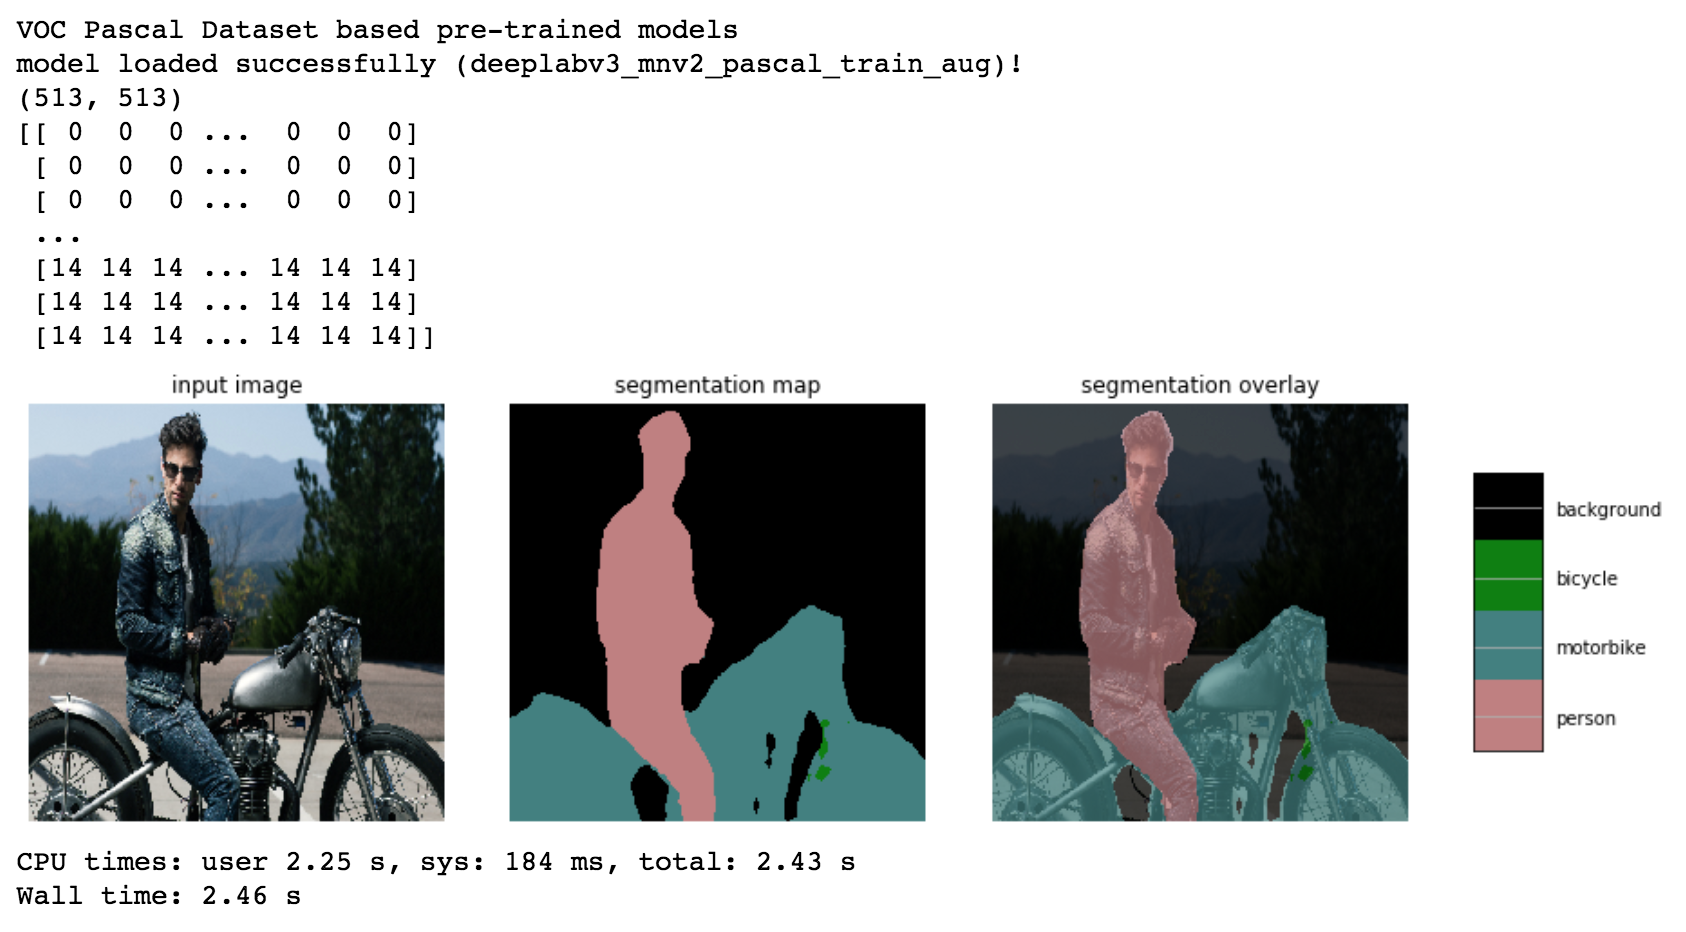 VOC Pascal Dataset based pre-trained models
model loaded successfully (deeplabv3_mnv2_pascal_train_aug)!
(513, 513)
[[ 0  0  0 ...  0  0  0]
 [ 0  0  0 ...  0  0  0]
 [ 0  0  0 ...  0  0  0]
 ...
 [14 14 14 ... 14 14 14]
 [14 14 14 ... 14 14 14]
 [14 14 14 ... 14 14 14]]
input image
segmentation map
segmentation overlay
background
bicycle
motorbike
person
CPU times: user 2.25 s, sys: 184 ms, total: 2.43 s
Wall time: 2.46 s